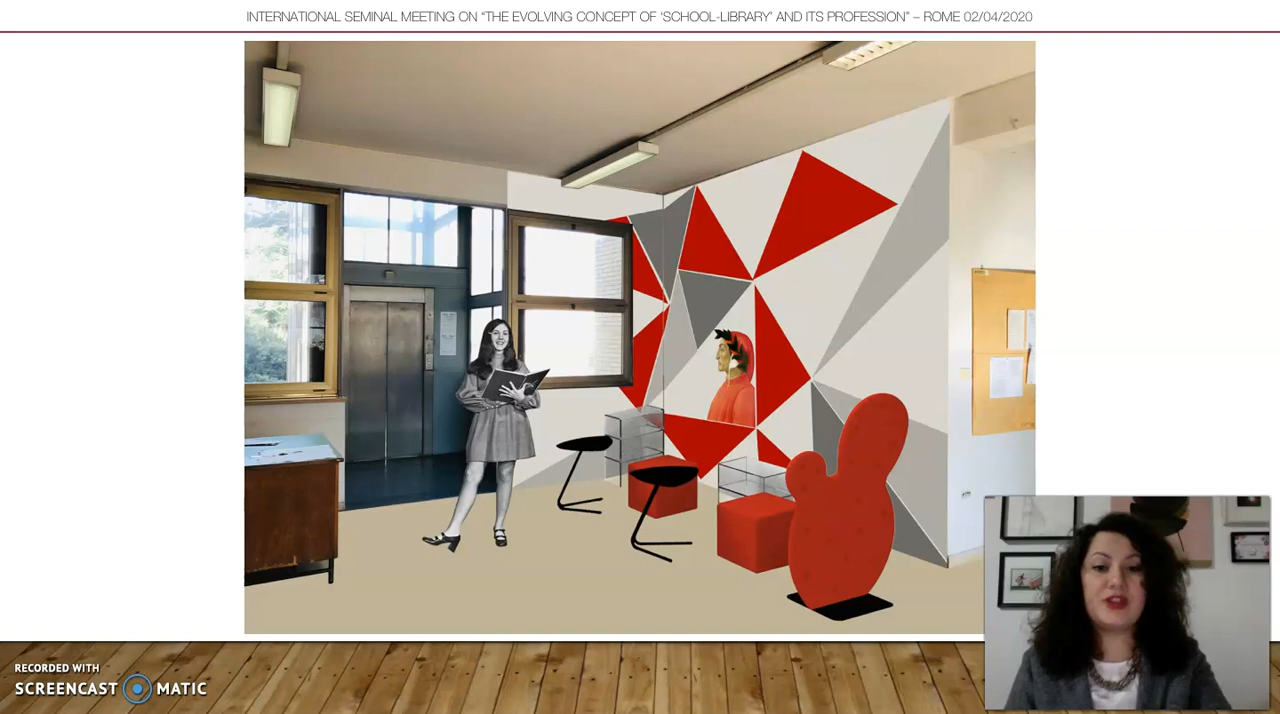 INTERNATIONAL SEMINAL MEETING ON “THE EVOLVING CONCEPT OF ‘SCHOOL-LIBRARY’ AND ITS PROFESSION” – ROME 02/04/2020
RECORDED WITH
SCREENCAST MATIC